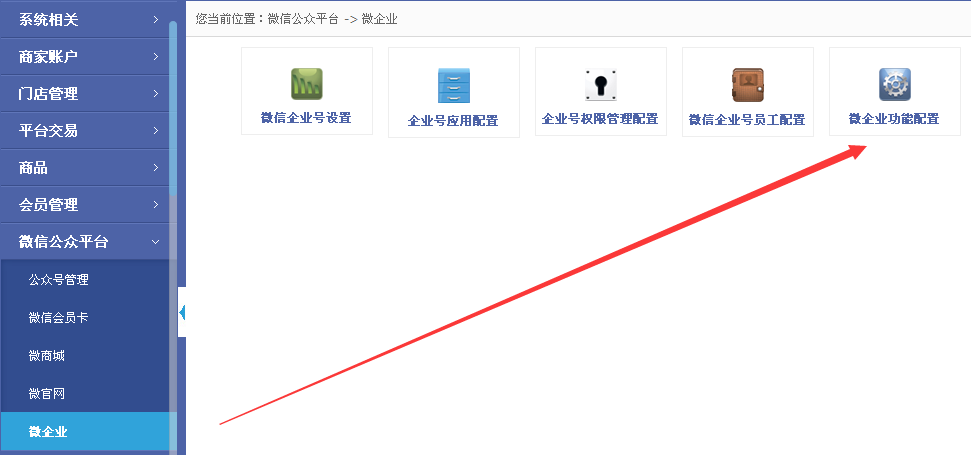 系统相关
商家账户
门店管理
平台交易
商品
会员管理
微信公众平台
公众号管理
微信会员卡
微商城
微官网
微企业
您当前位置：微信公众平台 -> 微企业
微信企业号设置
企业号应用配置
企业号权限管理配置
微信企业号员工配置
微企业功能配置